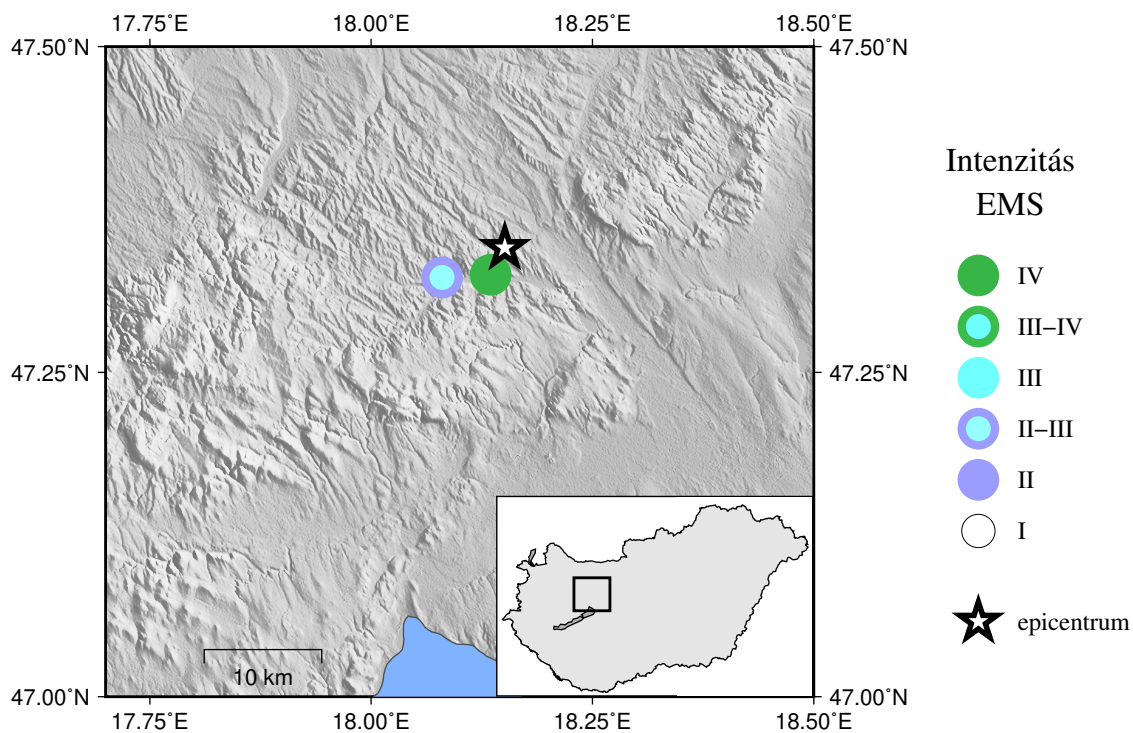 17.75˚E 18.00˚E 18.25˚E 18.50˚E
47.50˚N 47.50˚N
47.25˚N 47.25˚N
47.00˚N 47.00˚N
17.75˚E 18.00˚E 18.25˚E 18.50˚E
10 km
Intenzitás
EMS
IV
III–IV
III
II–III
II
I
epicentrum